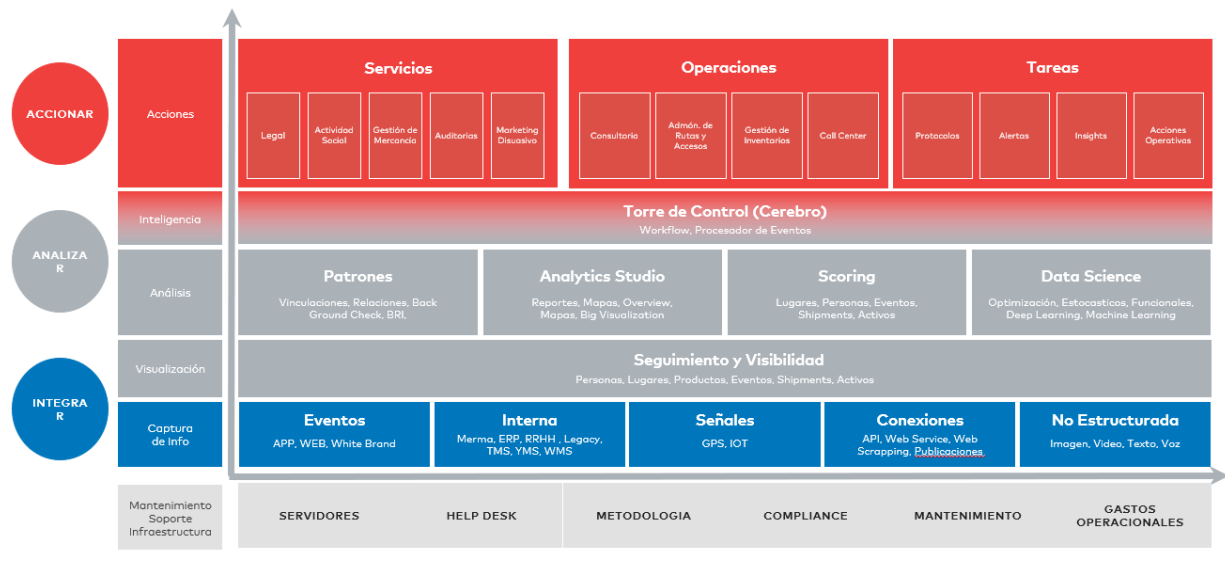 ACCIONAR
Acciones
Servicios
Legal
Actividad
Social
Gestión de
Mercancía
Auditorias
Marketing
Disuasivo
Operaciones
Consultoria
Admón. de
Rutas y
Accesos
Gestión de
Inventarios
Call Center
Tareas
Protocolos
Alertas
Insights
Acciones
Operativas
Inteligencia
Torre de Control (Cerebro)
Workflow, Procesador de Eventos
ANALIZA
R
Análisis
Patrones
Vinculaciones, Relaciones, Back
Ground Check, BRI,
Analytics Studio
Reportes, Mapas, Overview,
Mapas, Big Visualization
Scoring
Lugares, Personas, Eventos,
Shipments, Activos
Data Science
Optimización, Estocasticos, Funcionales,
Deep Learning, Machine Learning
Visualización
Seguimiento y Visibilidad
Personas, Lugares, Productos, Eventos, Shipments, Activos
INTEGRA
R
Captura
de Info
Eventos
APP, WEB, White Brand
Interna
Merma, ERP, RRHH , Legacy,
TMS, YMS, WMS
Señales
GPS, IOT
Conexiones
API, Web Service, Web
Scrapping, Publicaciones
No Estructurada
Imagen, Video, Texto, Voz
Mantenimiento
Soporte
Infraestructura
SERVIDORES
HELP DESK
METODOLOGIA
COMPLIANCE
MANTENIMIENTO
GASTOS
OPERACIONALES